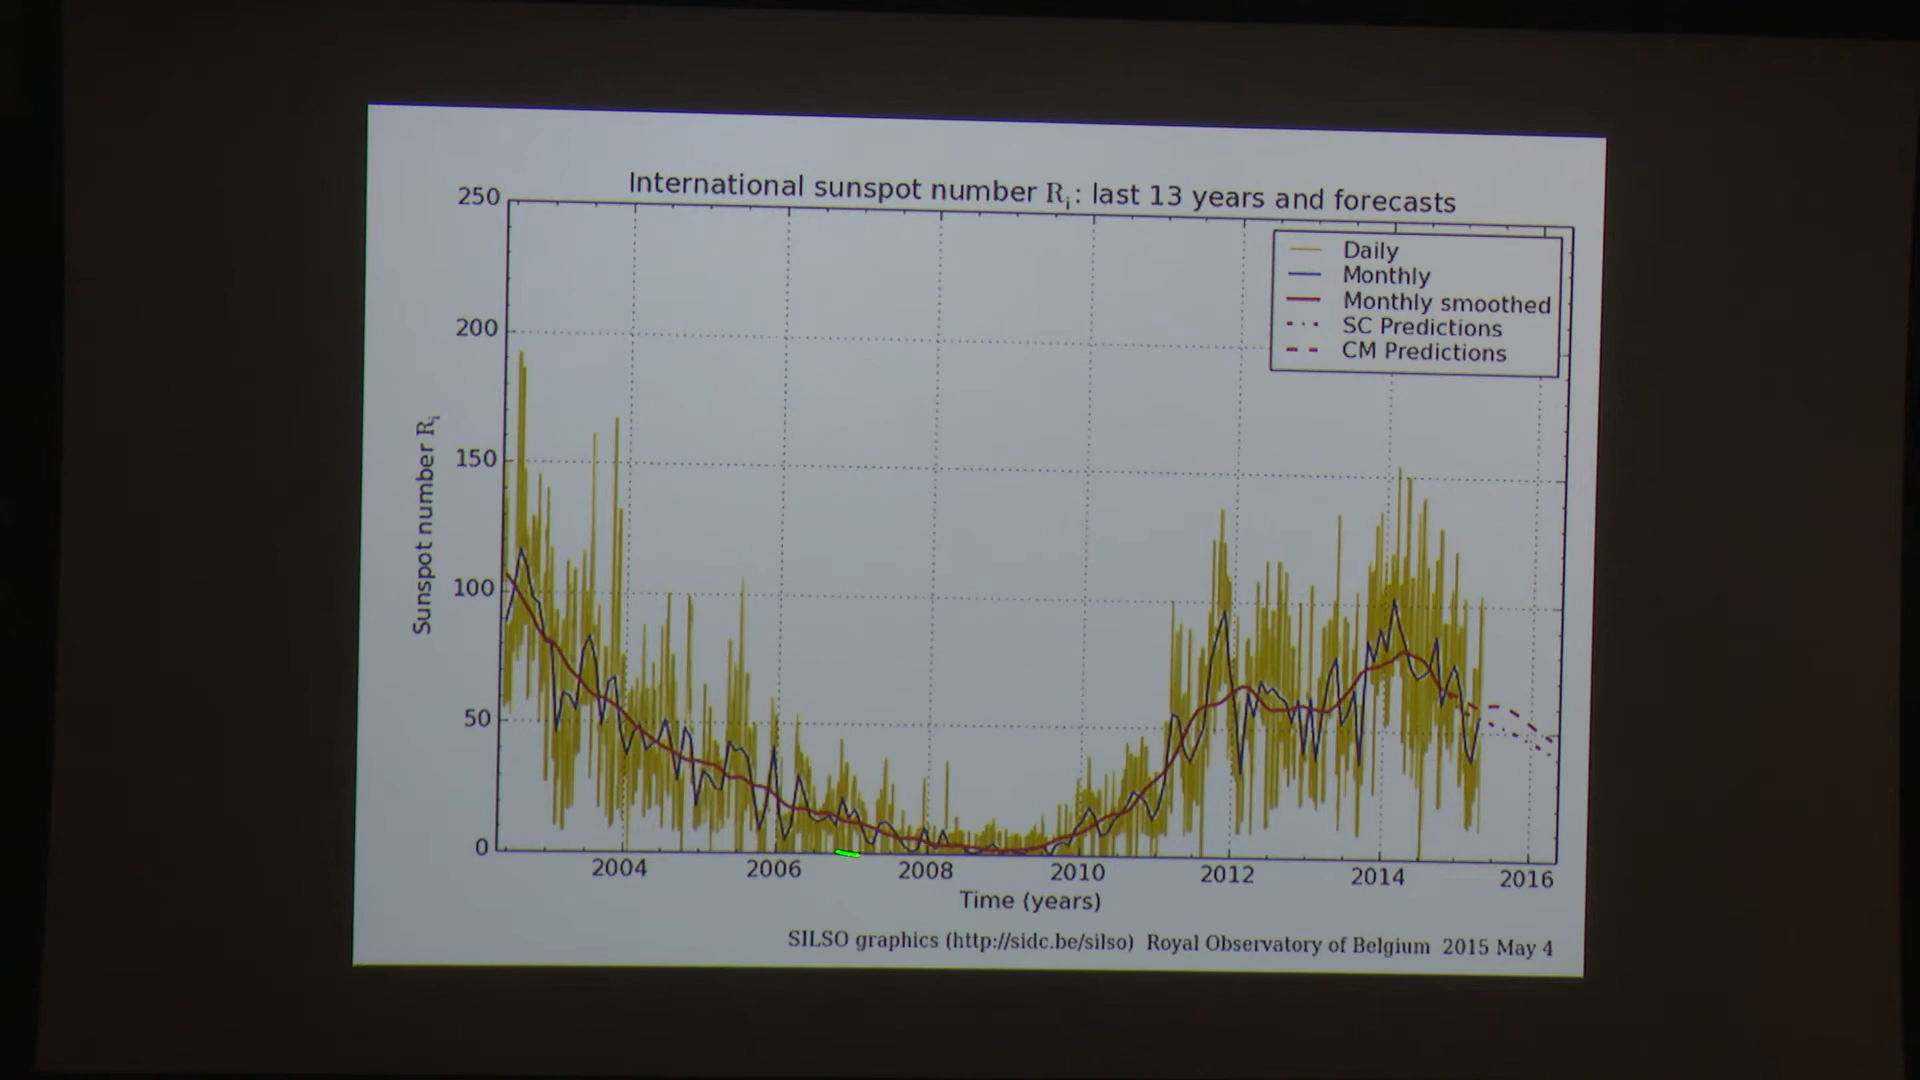 International sunspot number Ri: last 13 years and forecasts
250
200
150
100
50
0
Sunspot number Ri
Daily
Monthly
Monthly smoothed
SC Predictions
CM Predictions
2004 2006 2008 2010 2012 2014 2016
Time (years)
SILSO graphics (http://sidc.be/silso) Royal Observatory of Belgium 2015 May 4